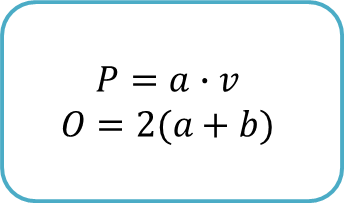 P = a · v
O = 2(a + b)